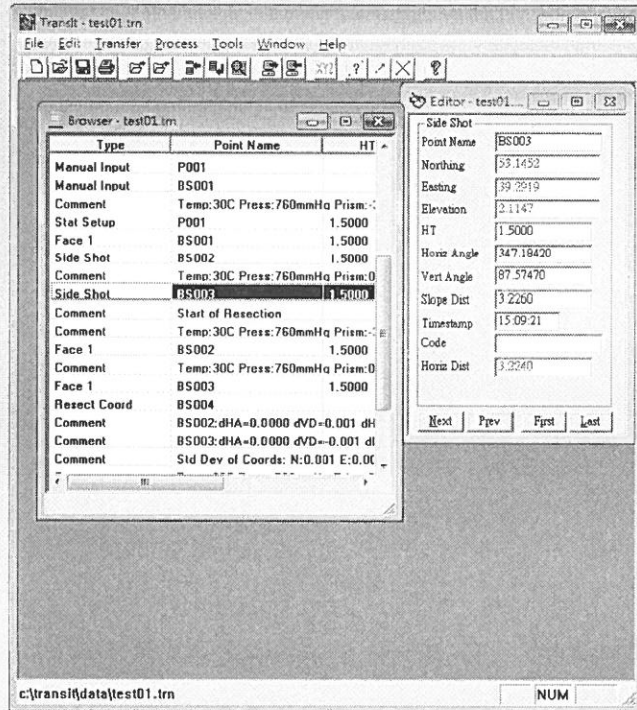 TransIt - test01.trn
File Edit Transfer Process Tools Window Help
XYZ
Browser - test01.trn
Type Point Name HT
Manual Input P001
Manual Input BS001
Comment Temp:30C Press:760mmHg Prism:-
Stat Setup P001 1.5000
Face 1 BS001 1.5000
Side Shot BS002 1.5000
Comment Temp:30C Press:760mmHg Prism:0
Side Shot BS003 1.5000
Comment Start of Resection
Comment Temp:30C Press:760mmHg Prism:-
Face 1 BS002 1.5000
Comment Temp:30C Press:760mmHg Prism:0
Face 1 BS003 1.5000
Resect Coord BS004
Comment BS002:dHA=0.0000 dVD=0.001 dH
Comment BS003:dHA=0.0000 dVD=-0.001 dH
Comment Std Dev of Coords: N:0.001 E:0.00
Editor - test01....
Side Shot
Point Name BS003
Northing 53.1452
Easting 39.2919
Elevation 2.1147
HT 1.5000
Horiz Angle 347.18420
Vert Angle 87.57470
Slope Dist 3.2260
Timestamp 15:09:21
Code
Horiz Dist 3.2240
Next Prev First Last
c:\transit\data\test01.trn NUM